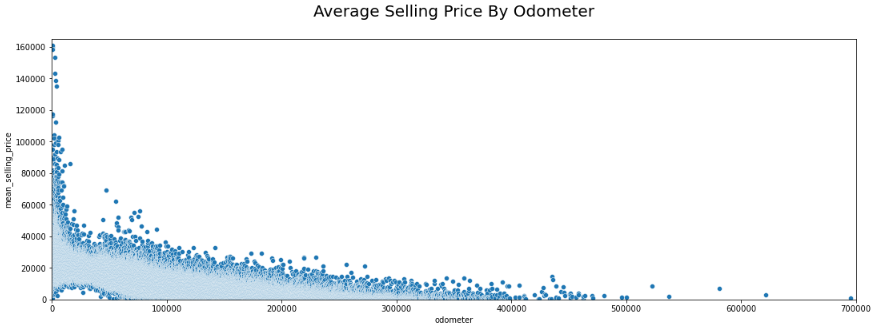 Average Selling Price By Odometer
160000
140000
120000
100000
80000
60000
40000
20000
0
mean_selling_price
0 100000 200000 300000 400000 500000 600000 700000
odometer